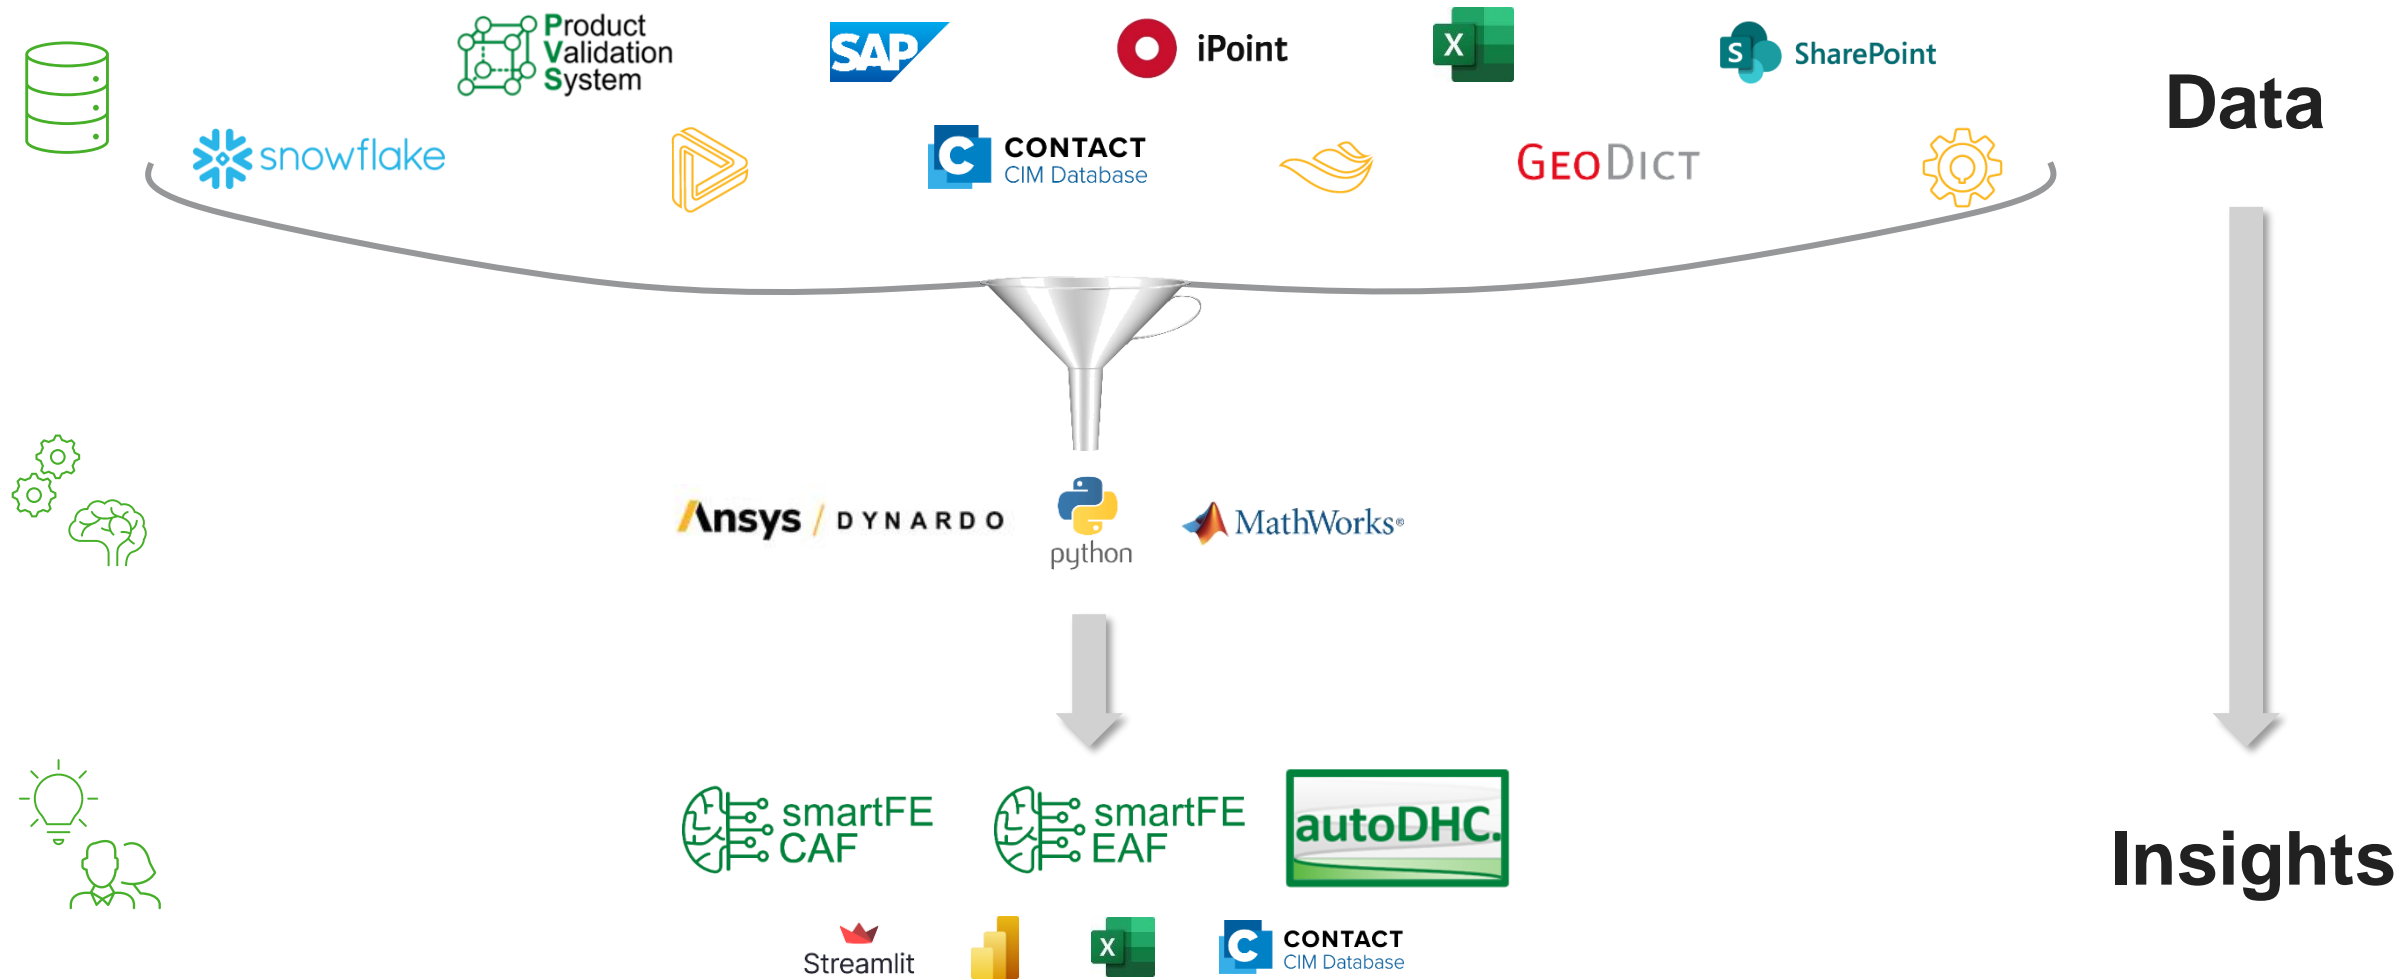 Product
Validation
System
SAP
iPoint
X
S
SharePoint
Data
snowflake
C
CONTACT
CIM Database
GEODICT
Ansys / DYNARDO
python
MathWorks®
smartFE
CAF
smartFE
EAF
autoDHC.
Insights
Streamlit
X
C
CONTACT
CIM Database